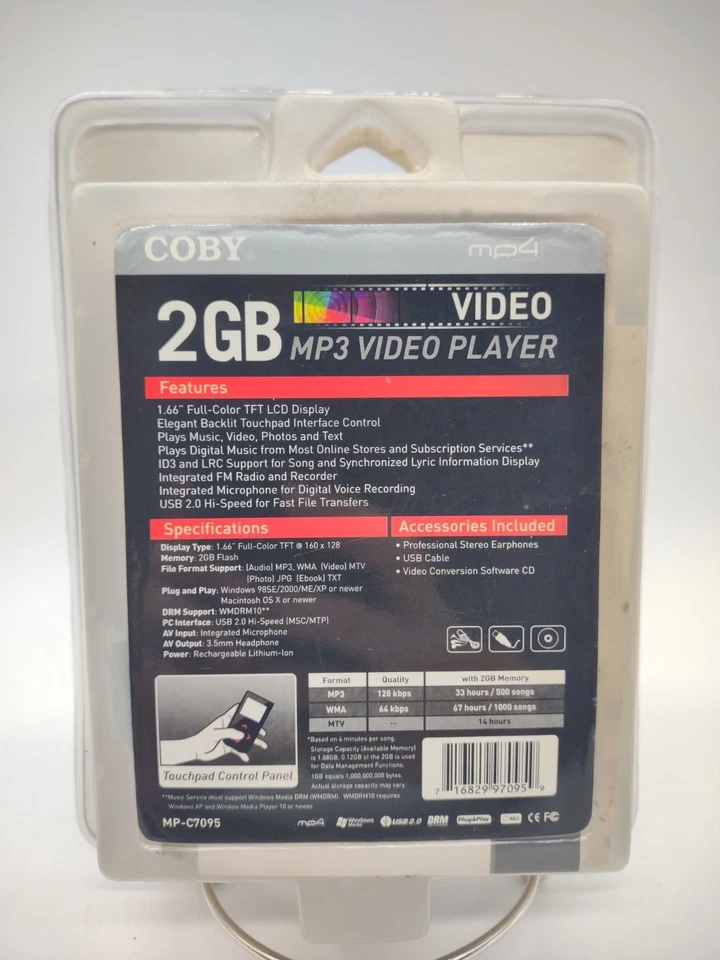 COBY® mp4
2GB VIDEO
MP3 VIDEO PLAYER
Features
1.66" Full-Color TFT LCD Display
Elegant Backlit Touchpad Interface Control
Plays Music, Video, Photos and Text
Plays Digital Music from Most Online Stores and Subscription Services**
ID3 and LRC Support for Song and Synchronized Lyric Information Display
Integrated FM Radio and Recorder
Integrated Microphone for Digital Voice Recording
USB 2.0 Hi-Speed for Fast File Transfers
Specifications
Display Type: 1.66" Full-Color TFT @ 160 x 128
Memory: 2GB Flash
File Format Support: (Audio) MP3, WMA (Video) MTV
(Photo) JPG (Ebook) TXT
Plug and Play: Windows 98SE/2000/ME/XP or newer
Macintosh OS X or newer
DRM Support: WMDRM10**
PC Interface: USB 2.0 Hi-Speed (MSC/MTP)
AV Input: Integrated Microphone
AV Output: 3.5mm Headphone
Power: Rechargeable Lithium-Ion
Accessories Included
• Professional Stereo Earphones
• USB Cable
• Video Conversion Software CD
Touchpad Control Panel
Format Quality with 2GB Memory
MP3 128 kbps 33 hours / 500 songs
WMA 64 kbps 67 hours / 1000 songs
MTV -- 14 hours
*Based on 4 minutes per song.
Storage Capacity (Available Memory)
is 1.88GB. 0.12GB of the 2GB is used
for Data Management Functions.
1GB equals 1,000,000,000 bytes.
Actual storage capacity may vary.
7 16829 97095 9
**Music Service must support Windows Media DRM (WMDRM). WMDRM10 requires
Windows XP and Window Media Player 10 or newer.
MP-C7095 mp4 Windows Media USB 2.0 DRM Plug&Play REC CE FC